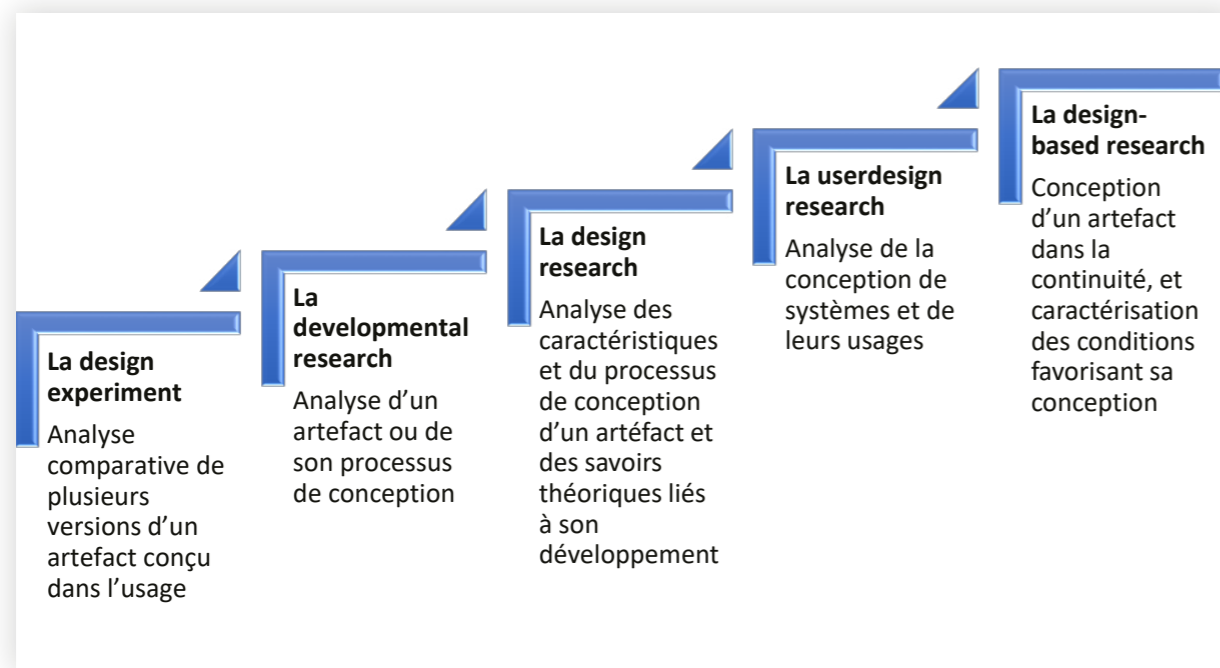 La design
experiment
Analyse
comparative de
plusieurs
versions d’un
artefact conçu
dans l’usage
La
developmental
research
Analyse d’un
artefact ou de
son processus
de conception
La design
research
Analyse des
caractéristiques
et du processus
de conception
d’un artéfact et
des savoirs
théoriques liés
à son
développement
La userdesign
research
Analyse de la
conception de
systèmes et de
leurs usages
La design-
based research
Conception
d’un artefact
dans la
continuité, et
caractérisation
des conditions
favorisant sa
conception